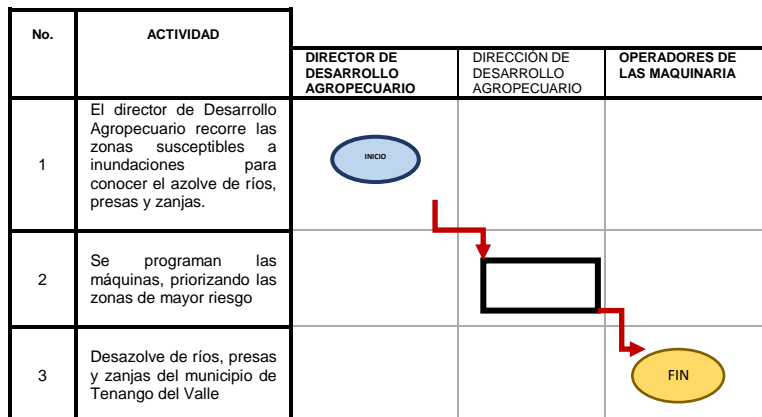 No.
ACTIVIDAD
DIRECTOR DE
DESARROLLO
AGROPECUARIO
DIRECCIÓN DE
DESARROLLO
AGROPECUARIO
OPERADORES DE
LAS MAQUINARIA
1
El director de Desarrollo
Agropecuario recorre las
zonas susceptibles a
inundaciones para
conocer el azolve de ríos,
presas y zanjas.
INICIO
2
Se programan las
máquinas, priorizando las
zonas de mayor riesgo
3
Desazolve de ríos, presas
y zanjas del municipio de
Tenango del Valle
FIN